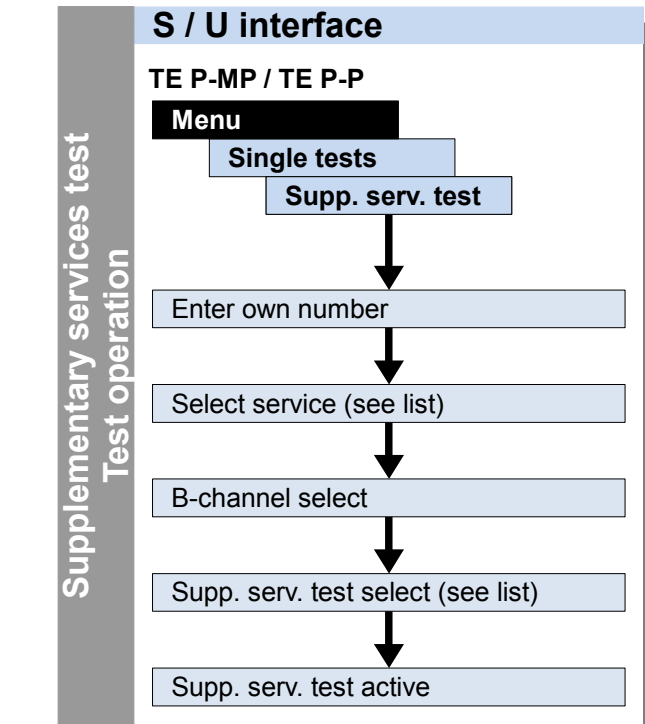 Supplementary services test
Test operation
S / U interface
TE P-MP / TE P-P
Menu
Single tests
Supp. serv. test
Enter own number
Select service (see list)
B-channel select
Supp. serv. test select (see list)
Supp. serv. test active